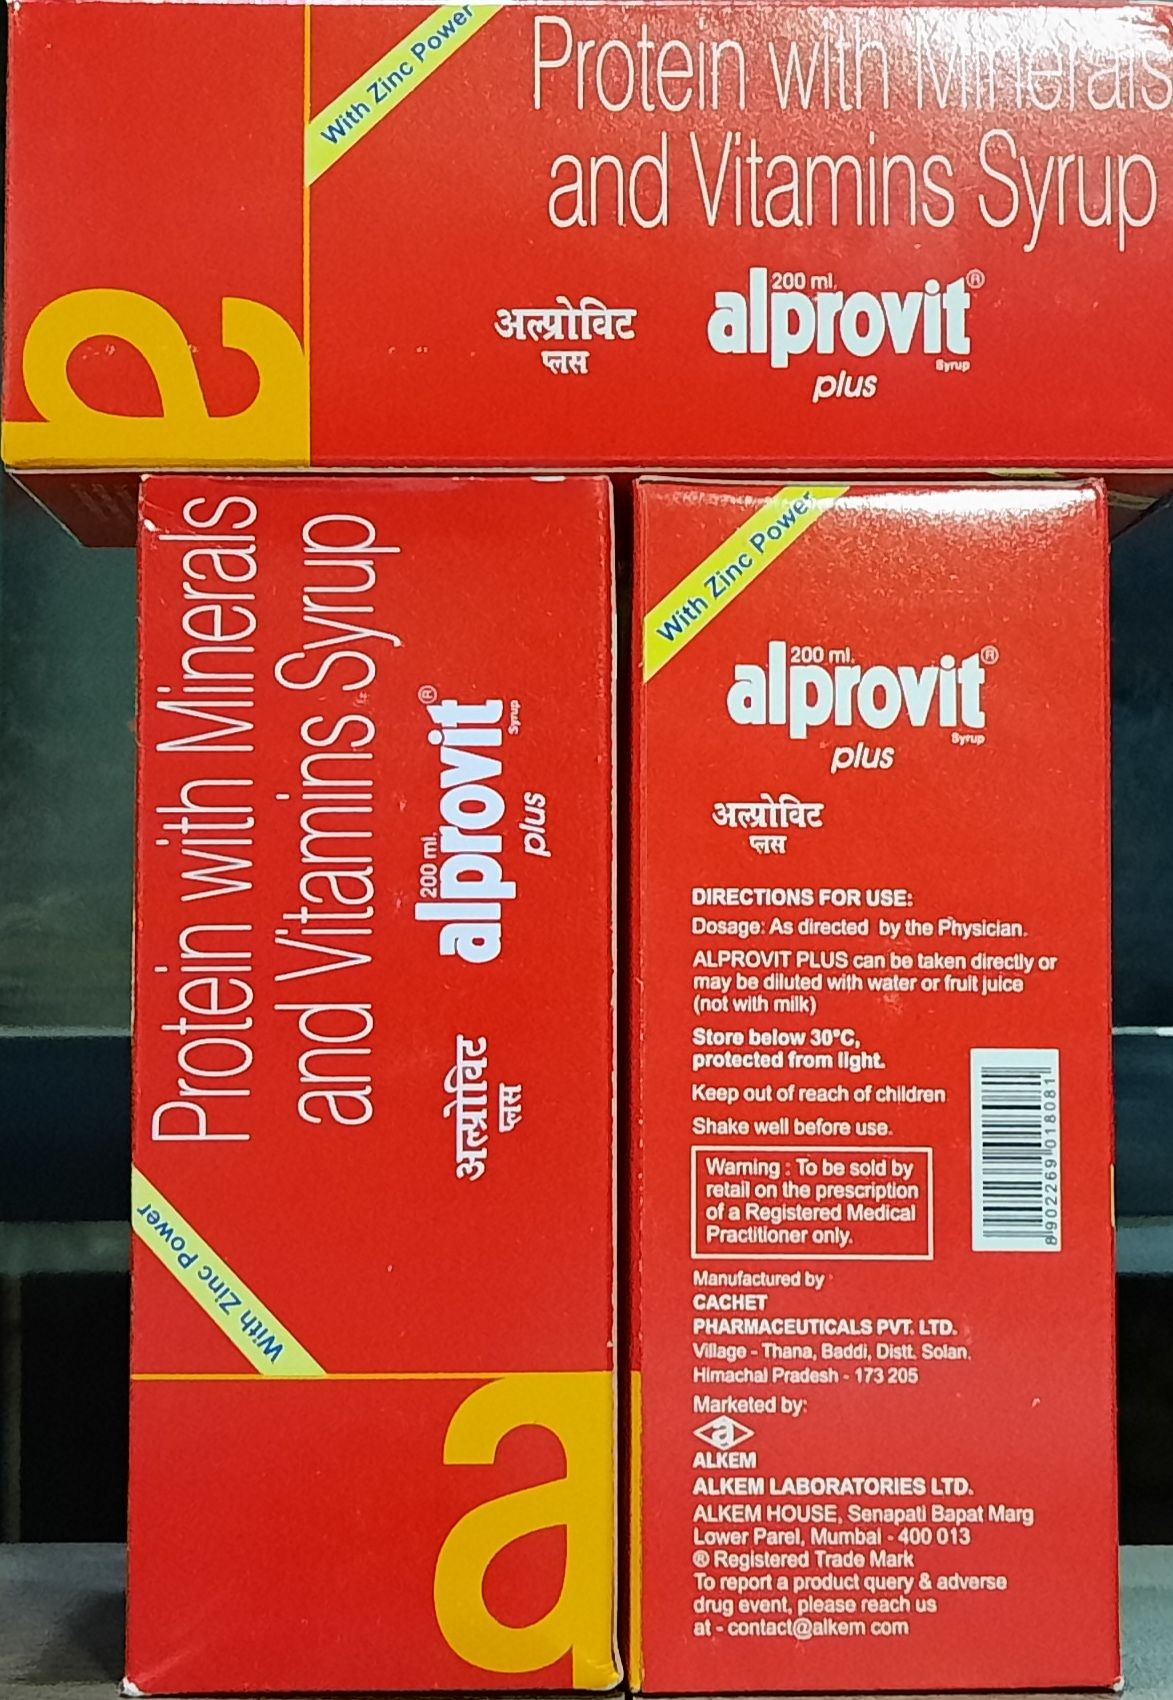 With Zinc Power
Protein with Minerals
and Vitamins Syrup
अल्प्रोविट
प्लस
200 ml.
alprovit®
Syrup
plus
a
Protein with Minerals
and Vitamins Syrup
200 ml.
alprovit®
Syrup
plus
अल्प्रोविट
प्लस
With Zinc Power
a
With Zinc Power
200 ml.
alprovit®
Syrup
plus
अल्प्रोविट
प्लस
DIRECTIONS FOR USE:
Dosage: As directed by the Physician.
ALPROVIT PLUS can be taken directly or
may be diluted with water or fruit juice
(not with milk)
Store below 30°C,
protected from light.
Keep out of reach of children
Shake well before use.
Warning : To be sold by
retail on the prescription
of a Registered Medical
Practitioner only.
8902269018081
Manufactured by
CACHET
PHARMACEUTICALS PVT. LTD.
Village - Thana, Baddi, Distt. Solan.
Himachal Pradesh - 173 205
Marketed by:
a
ALKEM
ALKEM LABORATORIES LTD.
ALKEM HOUSE, Senapati Bapat Marg
Lower Parel, Mumbai - 400 013
® Registered Trade Mark
To report a product query & adverse
drug event, please reach us
at - contact@alkem com